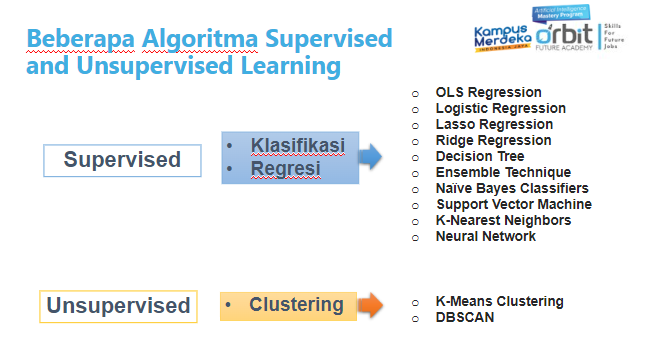 Beberapa Algoritma Supervised
and Unsupervised Learning
Artificial Intelligence
Mastery Program
Kampus
Merdeka
INDONESIA JAYA
orbit
FUTURE ACADEMY
Skills
For
Future
Jobs
Supervised
• Klasifikasi
• Regresi
o OLS Regression
o Logistic Regression
o Lasso Regression
o Ridge Regression
o Decision Tree
o Ensemble Technique
o Naïve Bayes Classifiers
o Support Vector Machine
o K-Nearest Neighbors
o Neural Network
Unsupervised
• Clustering
o K-Means Clustering
o DBSCAN